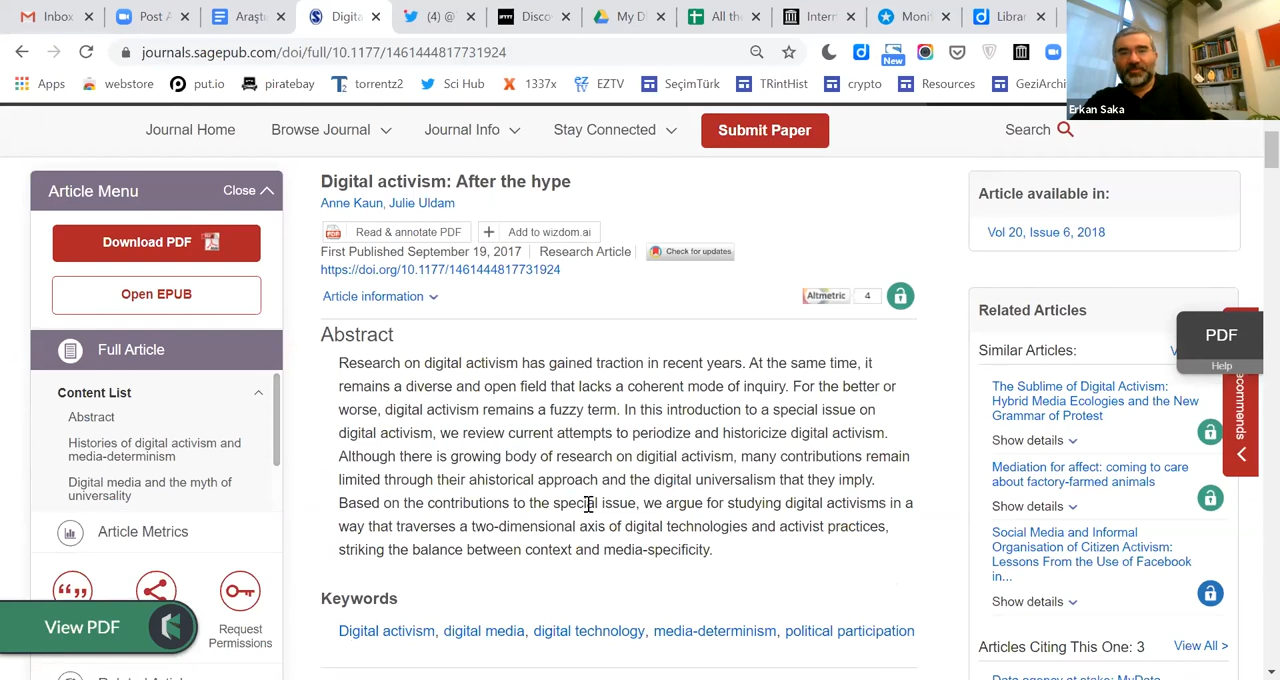 Inbox
Post A
Araştı
Digita
(4) @
IFTTT
Disco
My D
All tha
Intern
Monit
Librar
journals.sagepub.com/doi/full/10.1177/1461444817731924
New
Apps
webstore
put.io
piratebay
torrentz2
Sci Hub
1337x
EZTV
SeçimTürk
TRintHist
crypto
Resources
GeziArchi
Erkan Saka
Journal Home
Browse Journal
Journal Info
Stay Connected
Submit Paper
Search
Article Menu
Close
Download PDF
Open EPUB
Full Article
Content List
Abstract
Histories of digital activism and
media-determinism
Digital media and the myth of
universality
Article Metrics
Request
Permissions
View PDF
Digital activism: After the hype
Anne Kaun, Julie Uldam
Read & annotate PDF
Add to wizdom.ai
First Published September 19, 2017
Research Article
Check for updates
https://doi.org/10.1177/1461444817731924
Article information
Altmetric
4
Abstract
Research on digital activism has gained traction in recent years. At the same time, it
remains a diverse and open field that lacks a coherent mode of inquiry. For the better or
worse, digital activism remains a fuzzy term. In this introduction to a special issue on
digital activism, we review current attempts to periodize and historicize digital activism.
Although there is growing body of research on digital activism, many contributions remain
limited through their ahistorical approach and the digital universalism that they imply.
Based on the contributions to the special issue, we argue for studying digital activisms in a
way that traverses a two-dimensional axis of digital technologies and activist practices,
striking the balance between context and media-specificity.
Keywords
Digital activism, digital media, digital technology, media-determinism, political participation
Article available in:
Vol 20, Issue 6, 2018
Related Articles
Similar Articles:
PDF
Help
The Sublime of Digital Activism:
Hybrid Media Ecologies and the New
Grammar of Protest
Show details
Mediation for affect: coming to care
about factory-farmed animals
Show details
Social Media and Informal
Organisation of Citizen Activism:
Lessons From the Use of Facebook
in...
Show details
Articles Citing This One: 3
View All >